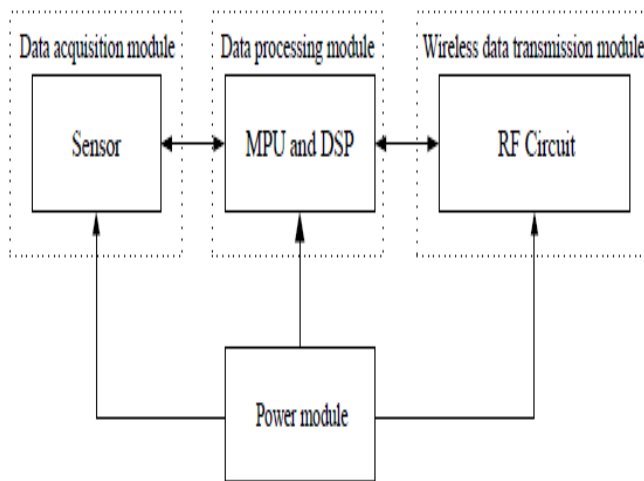 Data acquisition module
Data processing module
Wireless data transmission module
Sensor
MPU and DSP
RF Circuit
Power module